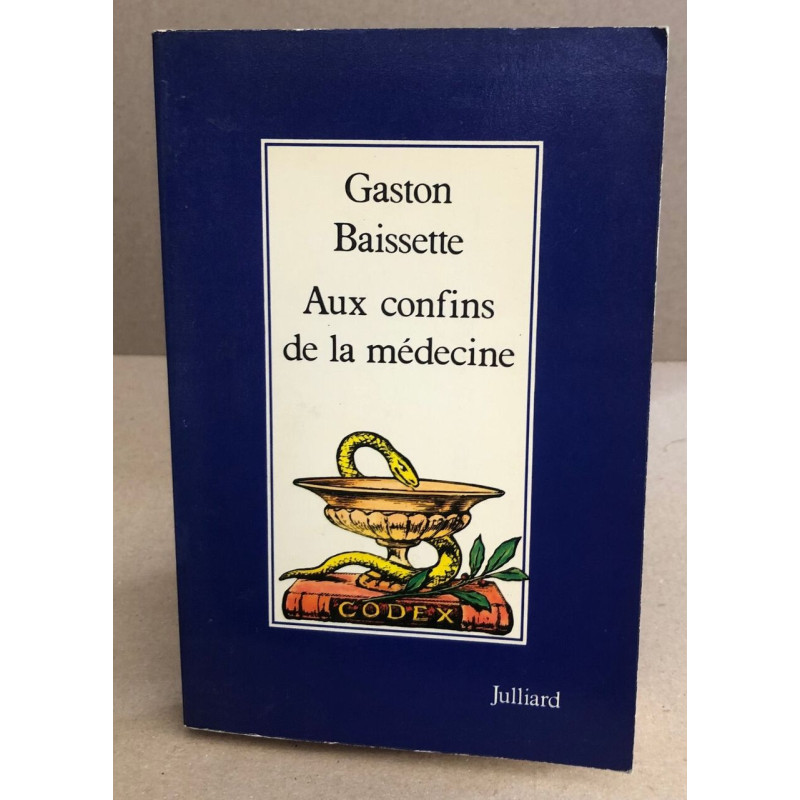 Gaston
Baissette
Aux confins
de la médecine
CODEX
Julliard